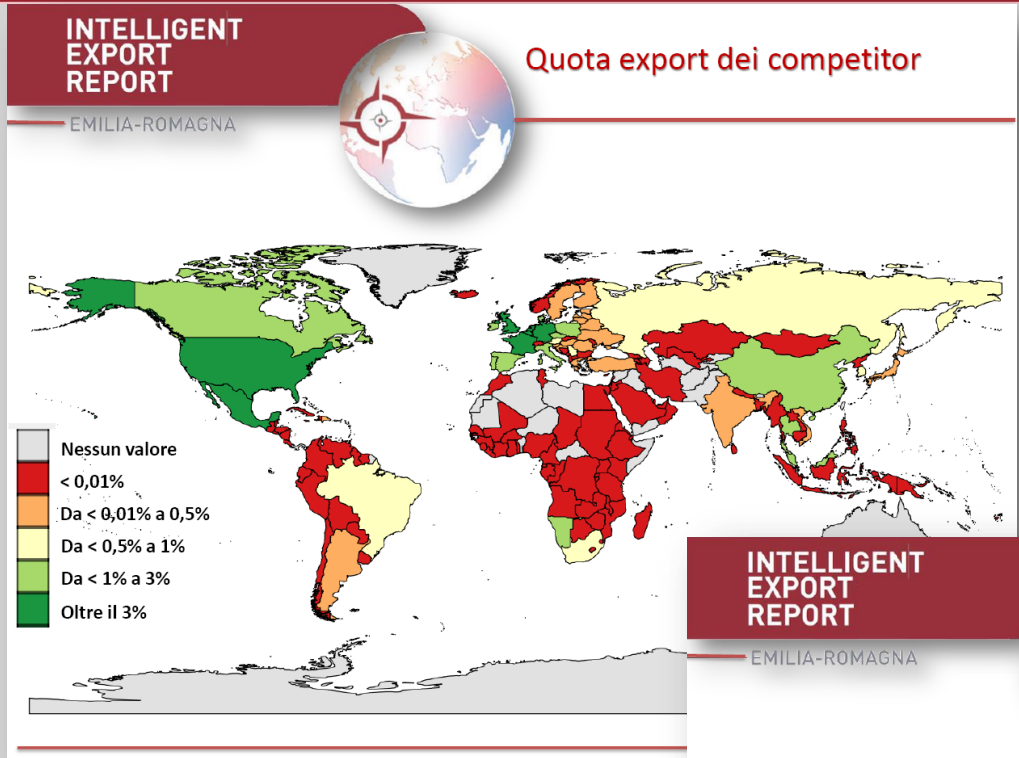 INTELLIGENT
EXPORT
REPORT
EMILIA-ROMAGNA
Quota export dei competitor
Nessun valore
< 0,01%
Da < 0,01% a 0,5%
Da < 0,5% a 1%
Da < 1% a 3%
Oltre il 3%
INTELLIGENT
EXPORT
REPORT
EMILIA-ROMAGNA